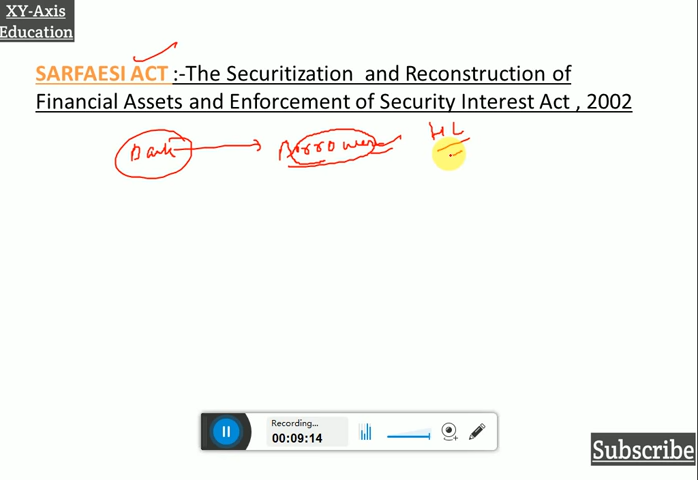 XY-Axis
Education
SARFAESI ACT :-The Securitization and Reconstruction of
Financial Assets and Enforcement of Security Interest Act , 2002
Bank Borrower HL
Recording...
00:09:14
Subscribe